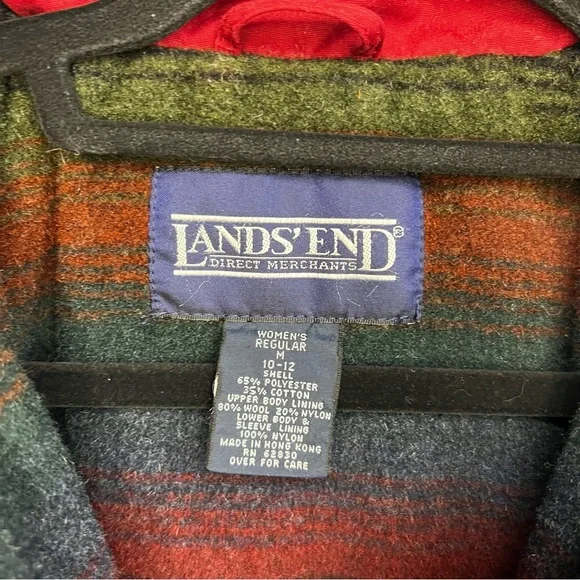 LANDS' END®
DIRECT MERCHANTS
WOMEN'S
REGULAR
M
10-12
SHELL
65% POLYESTER
35% COTTON
UPPER BODY LINING
80% WOOL 20% NYLON
LOWER BODY &
SLEEVE LINING
100% NYLON
MADE IN HONG KONG
RN 62830
OVER FOR CARE